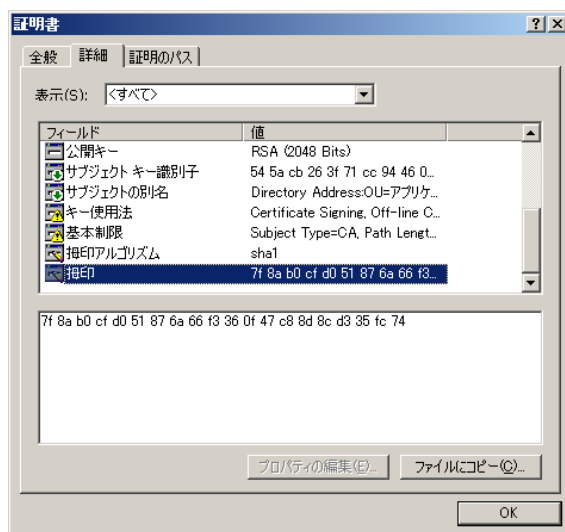 証明書
全般 詳細 証明のパス
表示(S): <すべて>
フィールド 値
公開キー RSA (2048 Bits)
サブジェクト キー識別子 54 5a cb 26 3f 71 cc 94 46 0...
サブジェクトの別名 Directory Address:OU=アプリケ...
キー使用法 Certificate Signing, Off-line C...
基本制限 Subject Type=CA, Path Lengt...
拇印アルゴリズム sha1
拇印 7f 8a b0 cf d0 51 87 6a 66 f3...
7f 8a b0 cf d0 51 87 6a 66 f3 36 0f 47 c8 8d 8c d3 35 fc 74
プロパティの編集(E)... ファイルにコピー(C)...
OK